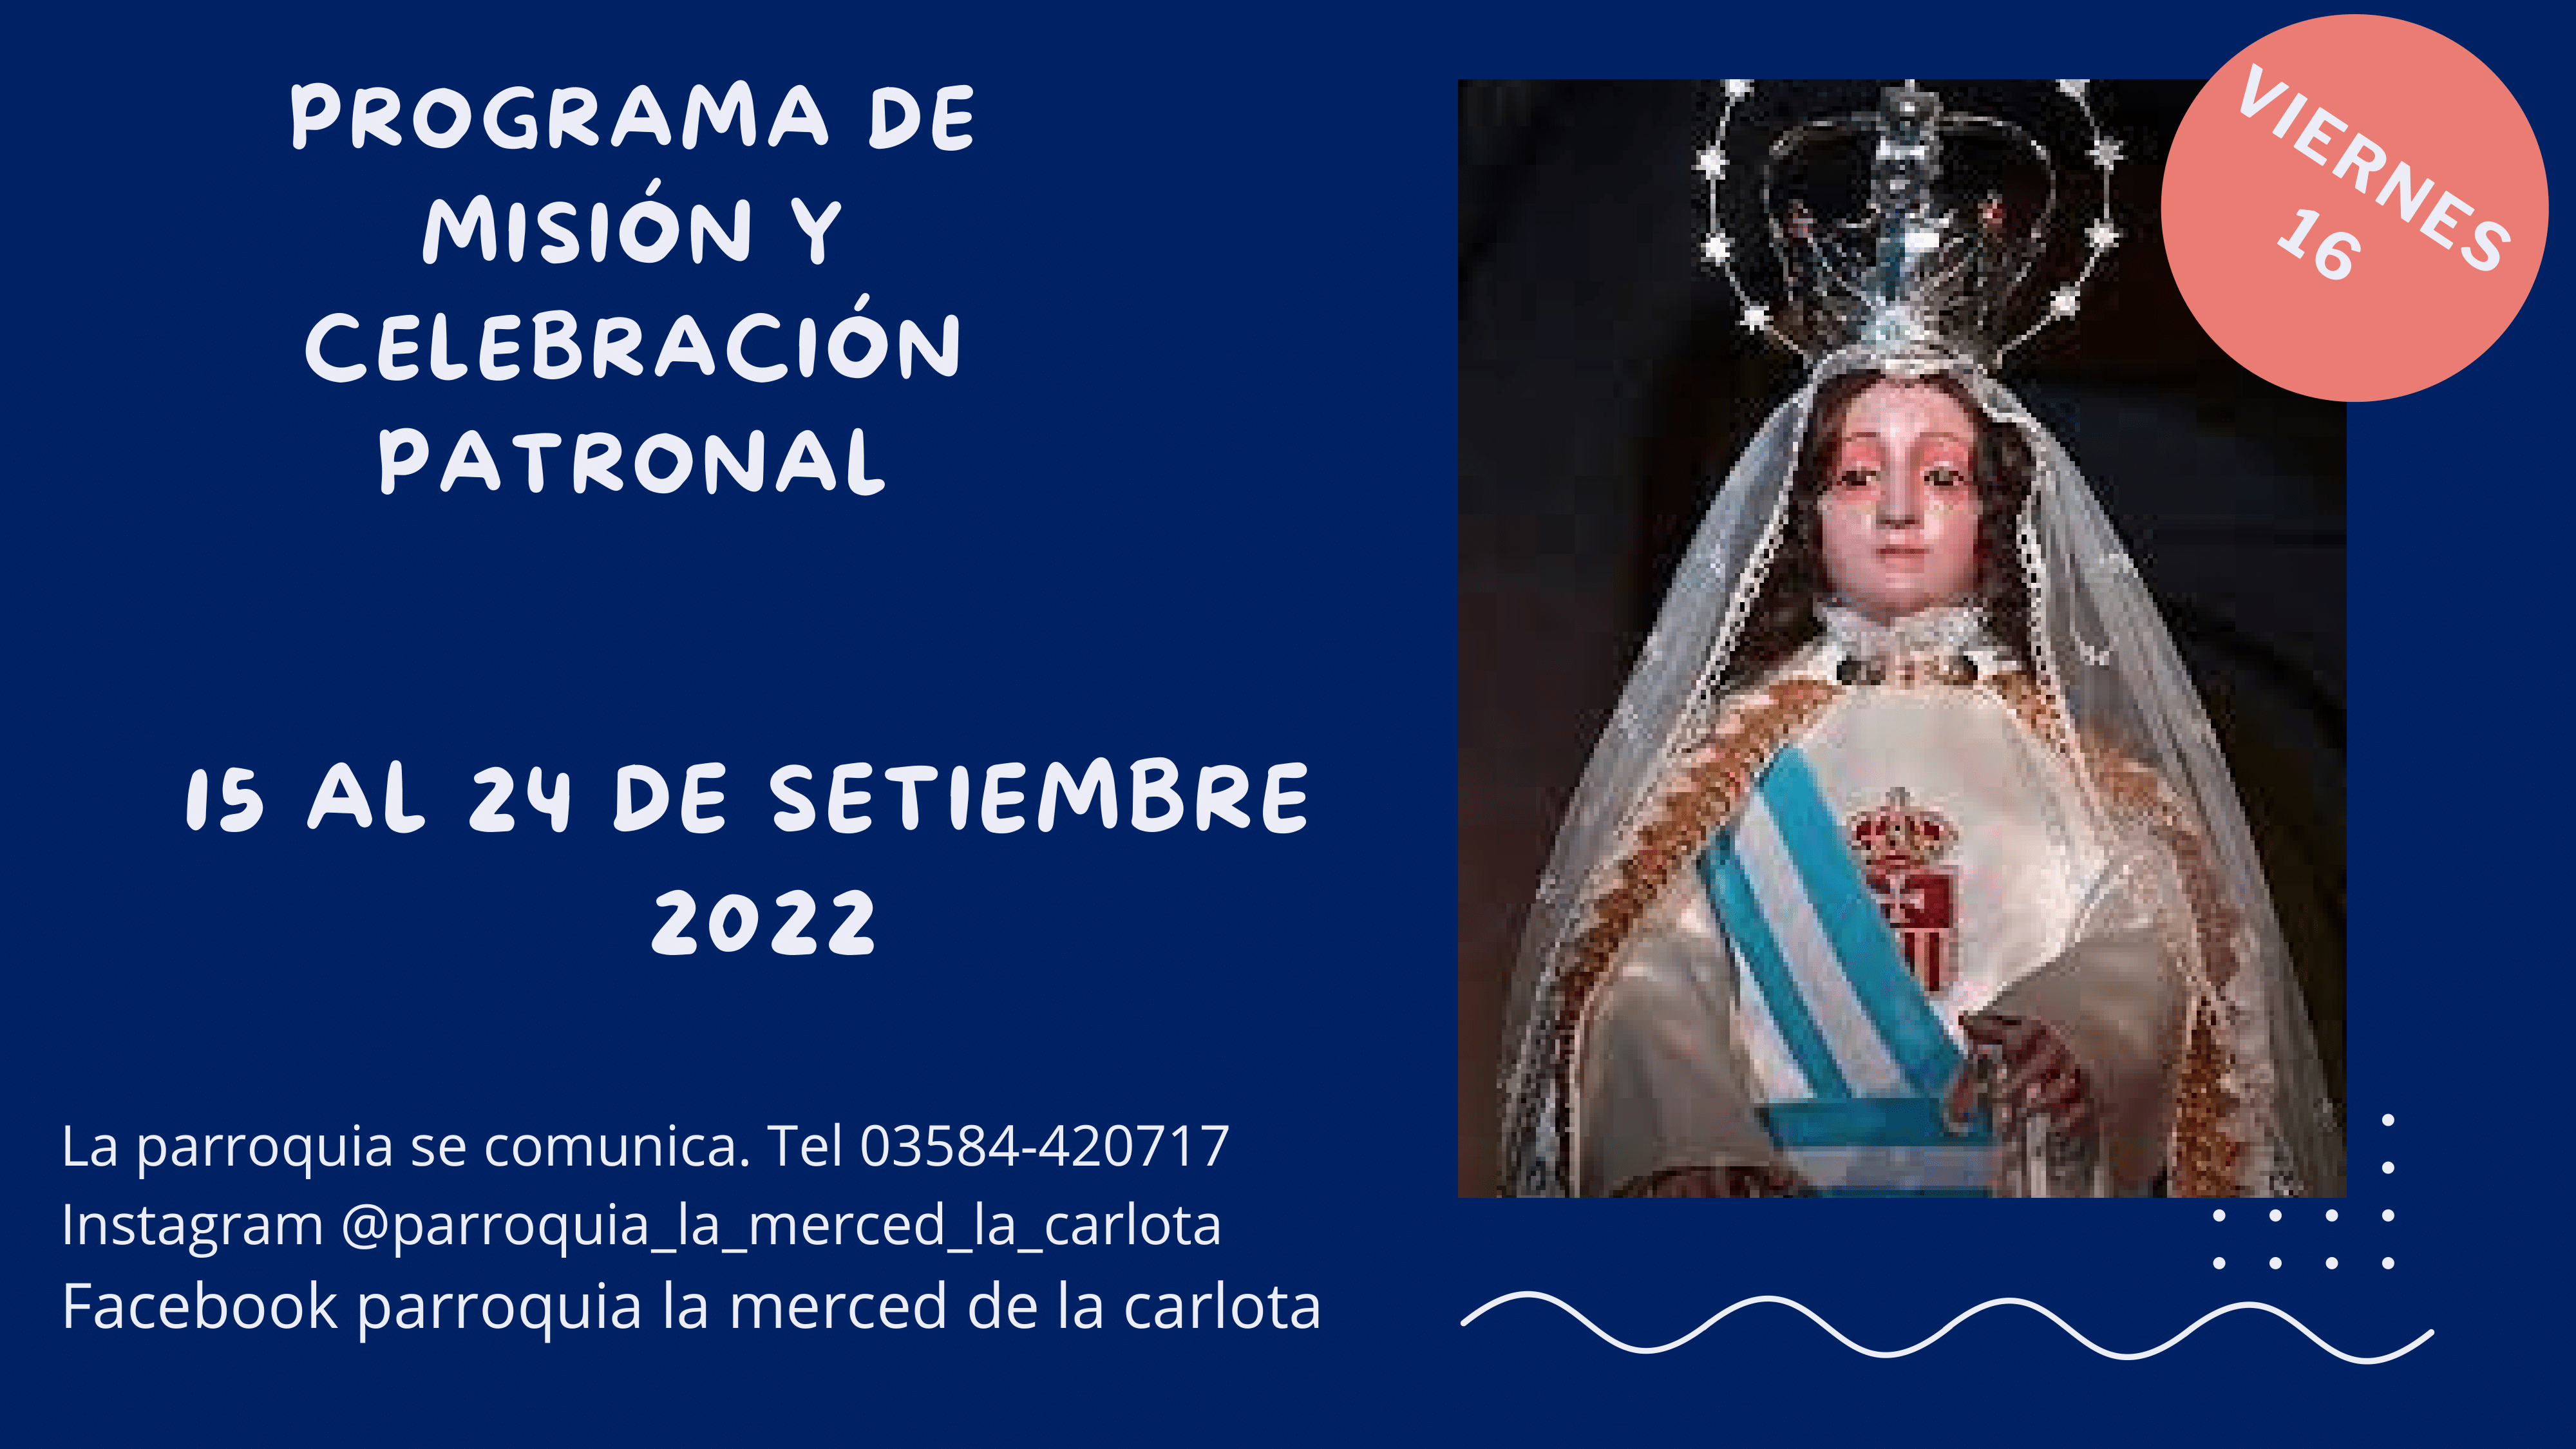 PROGRAMA DE
MISIÓN Y
CELEBRACIÓN
PATRONAL
VIERNES
16
15 AL 24 DE SETIEMBRE
2022
La parroquia se comunica. Tel 03584-420717
Instagram @parroquia_la_merced_la_carlota
Facebook parroquia la merced de la carlota